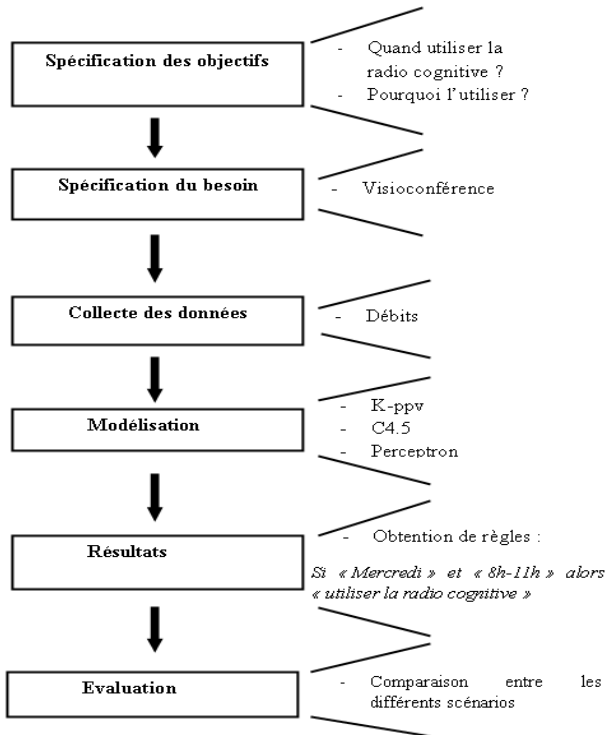 Spécification des objectifs
- Quand utiliser la
radio cognitive ?
- Pourquoi l'utiliser ?
Spécification du besoin
- Visioconférence
Collecte des données
- Débits
Modélisation
- K-ppv
- C4.5
- Perceptron
Résultats
- Obtention de règles :
Si « Mercredi » et « 8h-11h » alors
« utiliser la radio cognitive »
Evaluation
- Comparaison entre les
différents scénarios